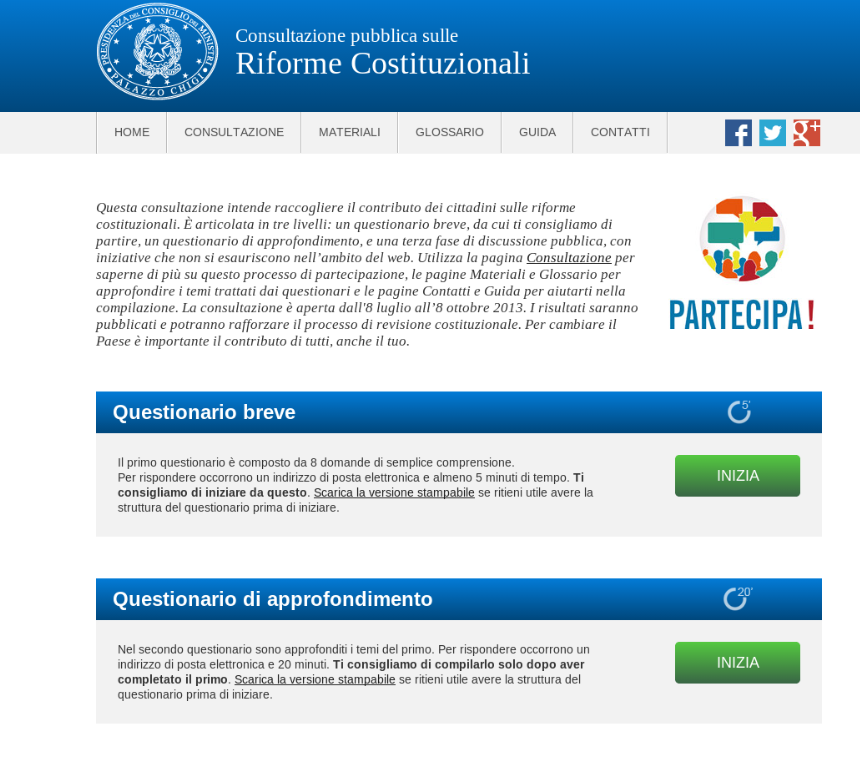 PRESIDENZA DEL CONSIGLIO DEI MINISTRI
PALAZZO CHIGI
Consultazione pubblica sulle
Riforme Costituzionali
HOME
CONSULTAZIONE
MATERIALI
GLOSSARIO
GUIDA
CONTATTI
Questa consultazione intende raccogliere il contributo dei cittadini sulle riforme
costituzionali. È articolata in tre livelli: un questionario breve, da cui ti consigliamo di
partire, un questionario di approfondimento, e una terza fase di discussione pubblica, con
iniziative che non si esauriscono nell’ambito del web. Utilizza la pagina Consultazione per
saperne di più su questo processo di partecipazione, le pagine Materiali e Glossario per
approfondire i temi trattati dai questionari e le pagine Contatti e Guida per aiutarti nella
compilazione. La consultazione è aperta dall'8 luglio all’8 ottobre 2013. I risultati saranno
pubblicati e potranno rafforzare il processo di revisione costituzionale. Per cambiare il
Paese è importante il contributo di tutti, anche il tuo.
PARTECIPA!
Questionario breve
5'
Il primo questionario è composto da 8 domande di semplice comprensione.
Per rispondere occorrono un indirizzo di posta elettronica e almeno 5 minuti di tempo. Ti
consigliamo di iniziare da questo. Scarica la versione stampabile se ritieni utile avere la
struttura del questionario prima di iniziare.
INIZIA
Questionario di approfondimento
20'
Nel secondo questionario sono approfonditi i temi del primo. Per rispondere occorrono un
indirizzo di posta elettronica e 20 minuti. Ti consigliamo di compilarlo solo dopo aver
completato il primo. Scarica la versione stampabile se ritieni utile avere la struttura del
questionario prima di iniziare.
INIZIA